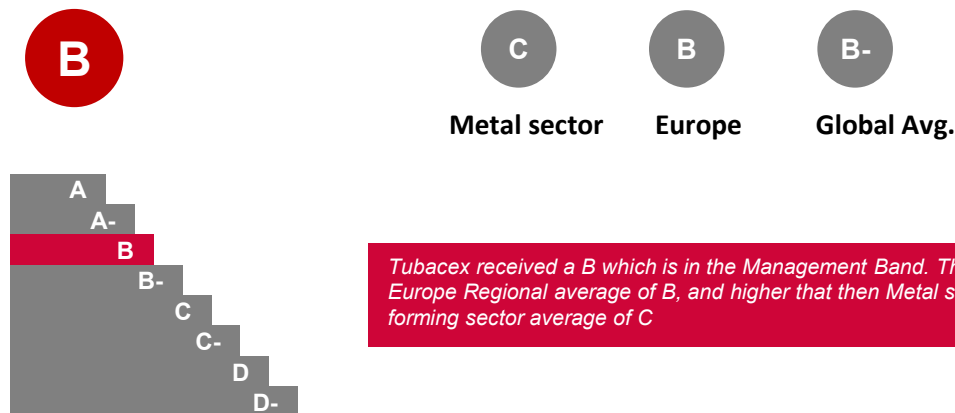 B
C
B
B-
Metal sector
Europe
Global Avg.
A
A-
B
B-
C
C-
D
D-
Tubacex received a B which is in the Management Band.
Europe Regional average of B, and higher that then Metal
forming sector average of C